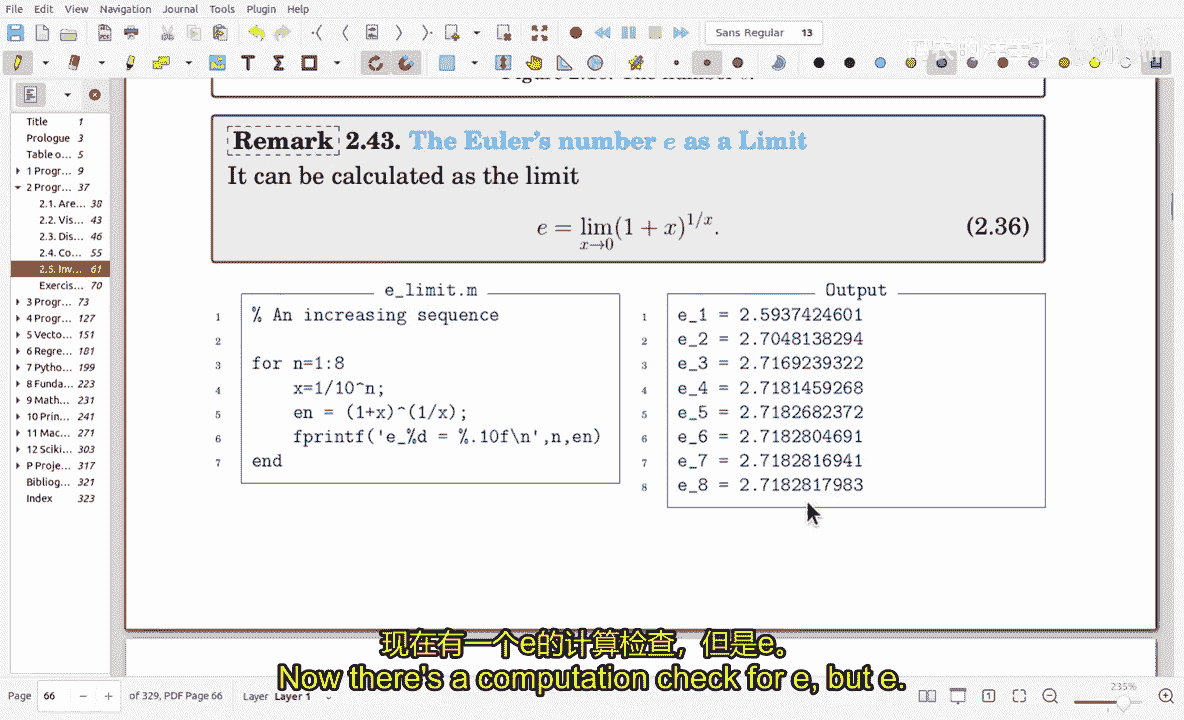 File Edit View Navigation Journal Tools Plugin Help
Sans Regular 13
Title 1
Prologue 3
Table o... 5
1 Progr... 9
2 Progr... 37
2.1. Are... 38
2.2. Vis... 43
2.3. Dis... 46
2.4. Co... 55
2.5. Inv... 61
Exercis... 70
3 Progr... 73
4 Progr... 127
5 Vecto... 151
6 Regre... 181
7 Pytho... 199
8 Funda... 223
9 Math... 231
10 Prin... 241
11 Mac... 271
12 Sciki... 303
P Proje... 317
Bibliog... 321
Index 323
Remark 2.43. The Euler's number e as a Limit
It can be calculated as the limit
e = lim x→0 (1 + x)^{1/x}. (2.36)
e_limit.m
1 % An increasing sequence
2
3 for n=1:8
4 x=1/10^n;
5 en = (1+x)^(1/x);
6 fprintf('e_%d = %.10f\n',n,en)
7 end
Output
1 e_1 = 2.5937424601
2 e_2 = 2.7048138294
3 e_3 = 2.7169239322
4 e_4 = 2.7181459268
5 e_5 = 2.7182682372
6 e_6 = 2.7182804691
7 e_7 = 2.7182816941
8 e_8 = 2.7182817983
现在有一个e的计算检查，但是e。
Now there's a computation check for e, but e.
Page 66 − + of 329, PDF Page 66 Layer Layer 1 235%